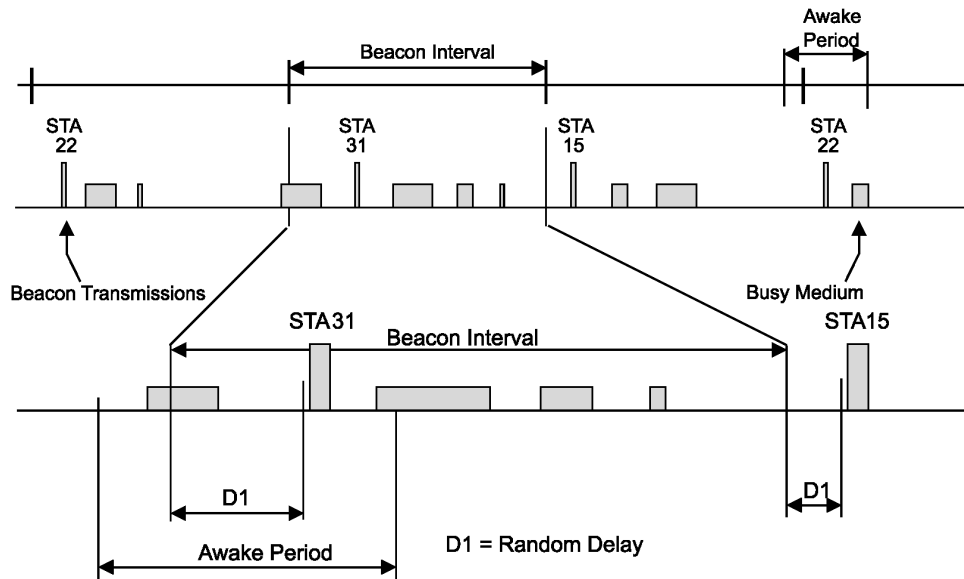 Awake
Period
Beacon Interval
STA
22
STA
31
STA
15
STA
22
Beacon Transmissions
Busy Medium
STA31
STA15
Beacon Interval
D1
D1
Awake Period
D1 = Random Delay